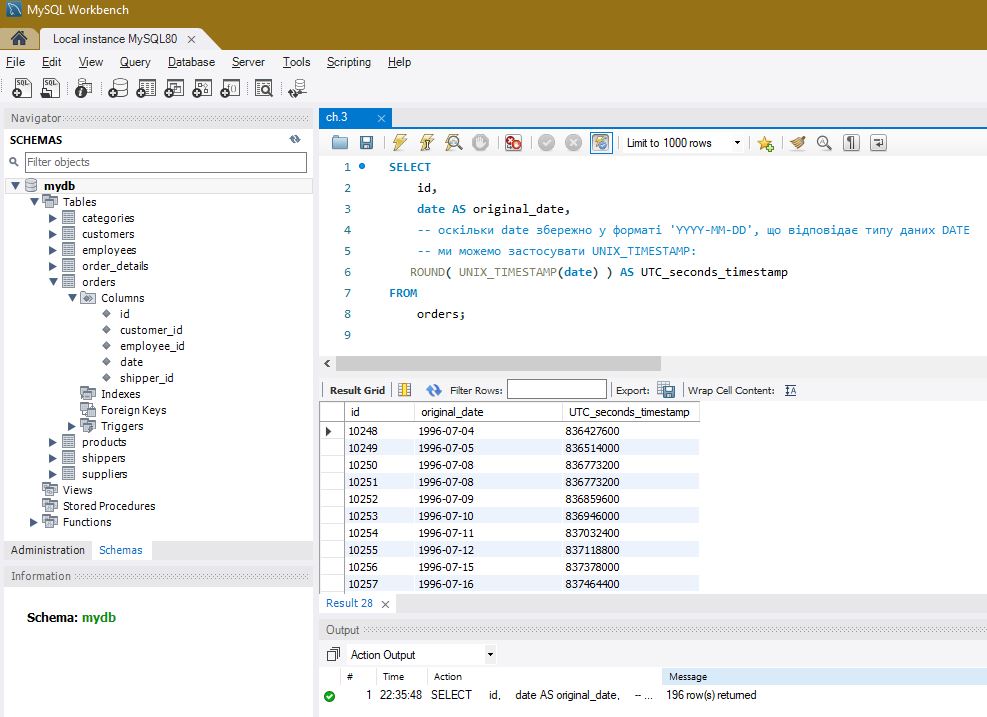 MySQL Workbench
Local instance MySQL80
File Edit View Query Database Server Tools Scripting Help
Navigator
SCHEMAS
Filter objects
mydb
Tables
categories
customers
employees
order_details
orders
Columns
id
customer_id
employee_id
date
shipper_id
Indexes
Foreign Keys
Triggers
products
shippers
suppliers
Views
Stored Procedures
Functions
Administration Schemas
Information
Schema: mydb
ch.3
Limit to 1000 rows
1 SELECT
2 id,
3 date AS original_date,
4 -- оскільки date збережно у форматі 'YYYY-MM-DD', що відповідає типу даних DATE
5 -- ми можемо застосувати UNIX_TIMESTAMP:
6 ROUND( UNIX_TIMESTAMP(date) ) AS UTC_seconds_timestamp
7 FROM
8 orders;
9
Result Grid Filter Rows: Export: Wrap Cell Content:
id original_date UTC_seconds_timestamp
10248 1996-07-04 836427600
10249 1996-07-05 836514000
10250 1996-07-08 836773200
10251 1996-07-08 836773200
10252 1996-07-09 836859600
10253 1996-07-10 836946000
10254 1996-07-11 837032400
10255 1996-07-12 837118800
10256 1996-07-15 837378000
10257 1996-07-16 837464400
Result 28
Output
Action Output
# Time Action Message
1 22:35:48 SELECT id, date AS original_date, -- ... 196 row(s) returned